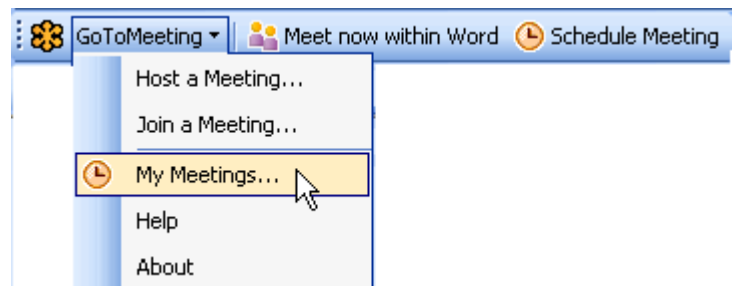 GoToMeeting Meet now within Word Schedule Meeting
Host a Meeting...
Join a Meeting...
My Meetings...
Help
About